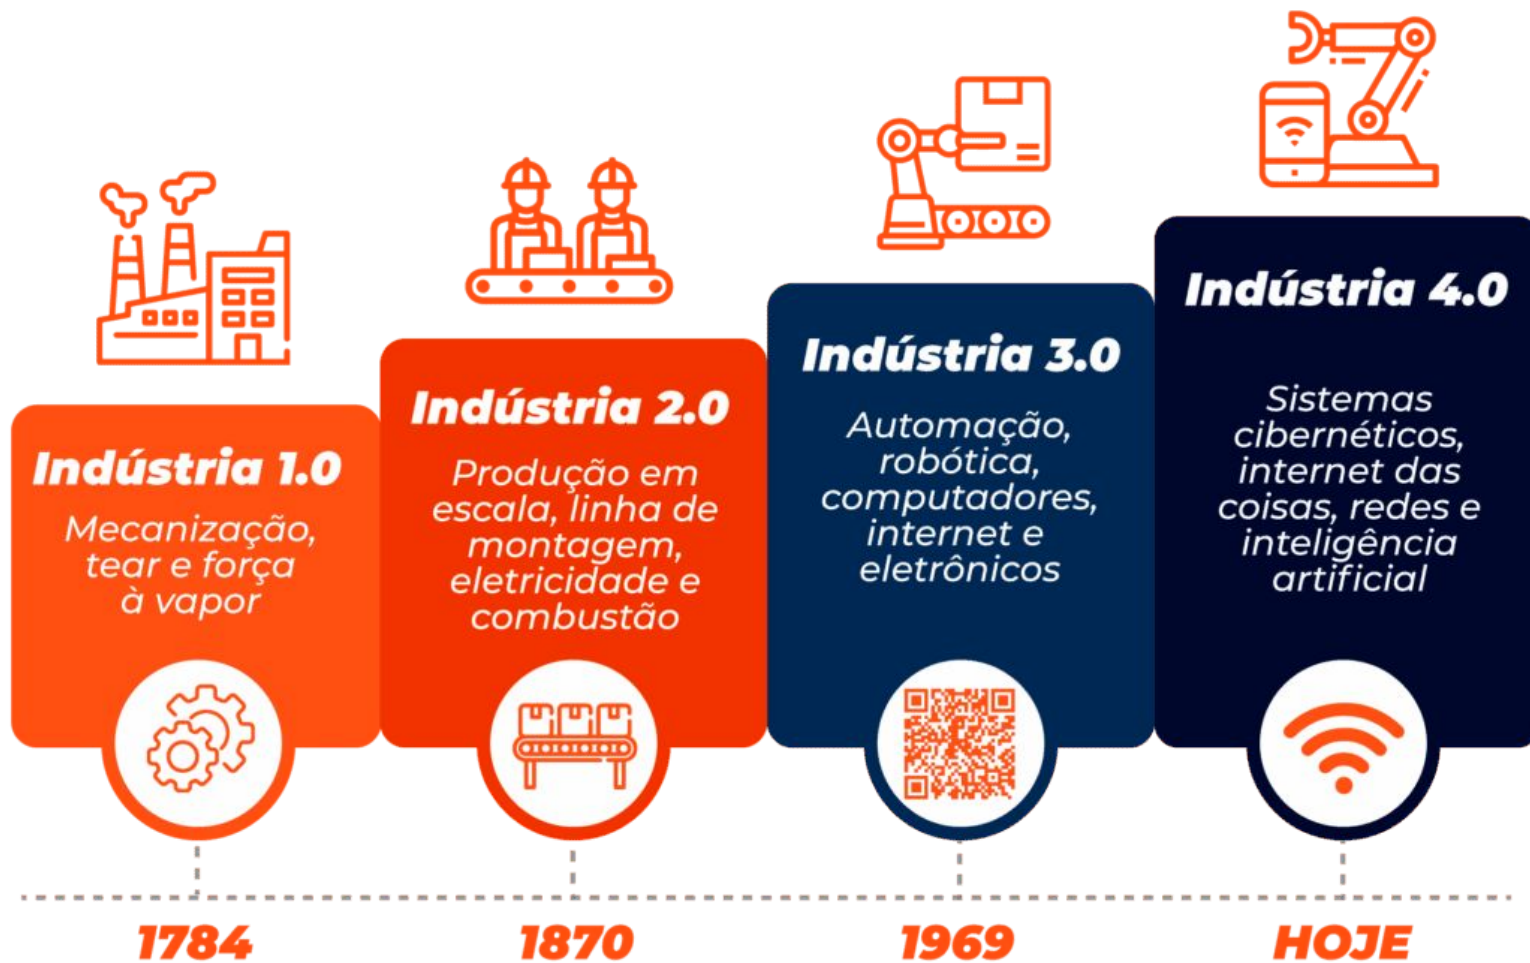 Indústria 1.0
Mecanização,
tear e força
à vapor
1784
Indústria 2.0
Produção em
escala, linha de
montagem,
eletricidade e
combustão
1870
Indústria 3.0
Automação,
robótica,
computadores,
internet e
eletrônicos
1969
Indústria 4.0
Sistemas
cibernéticos,
internet das
coisas, redes e
inteligência
artificial
HOJE